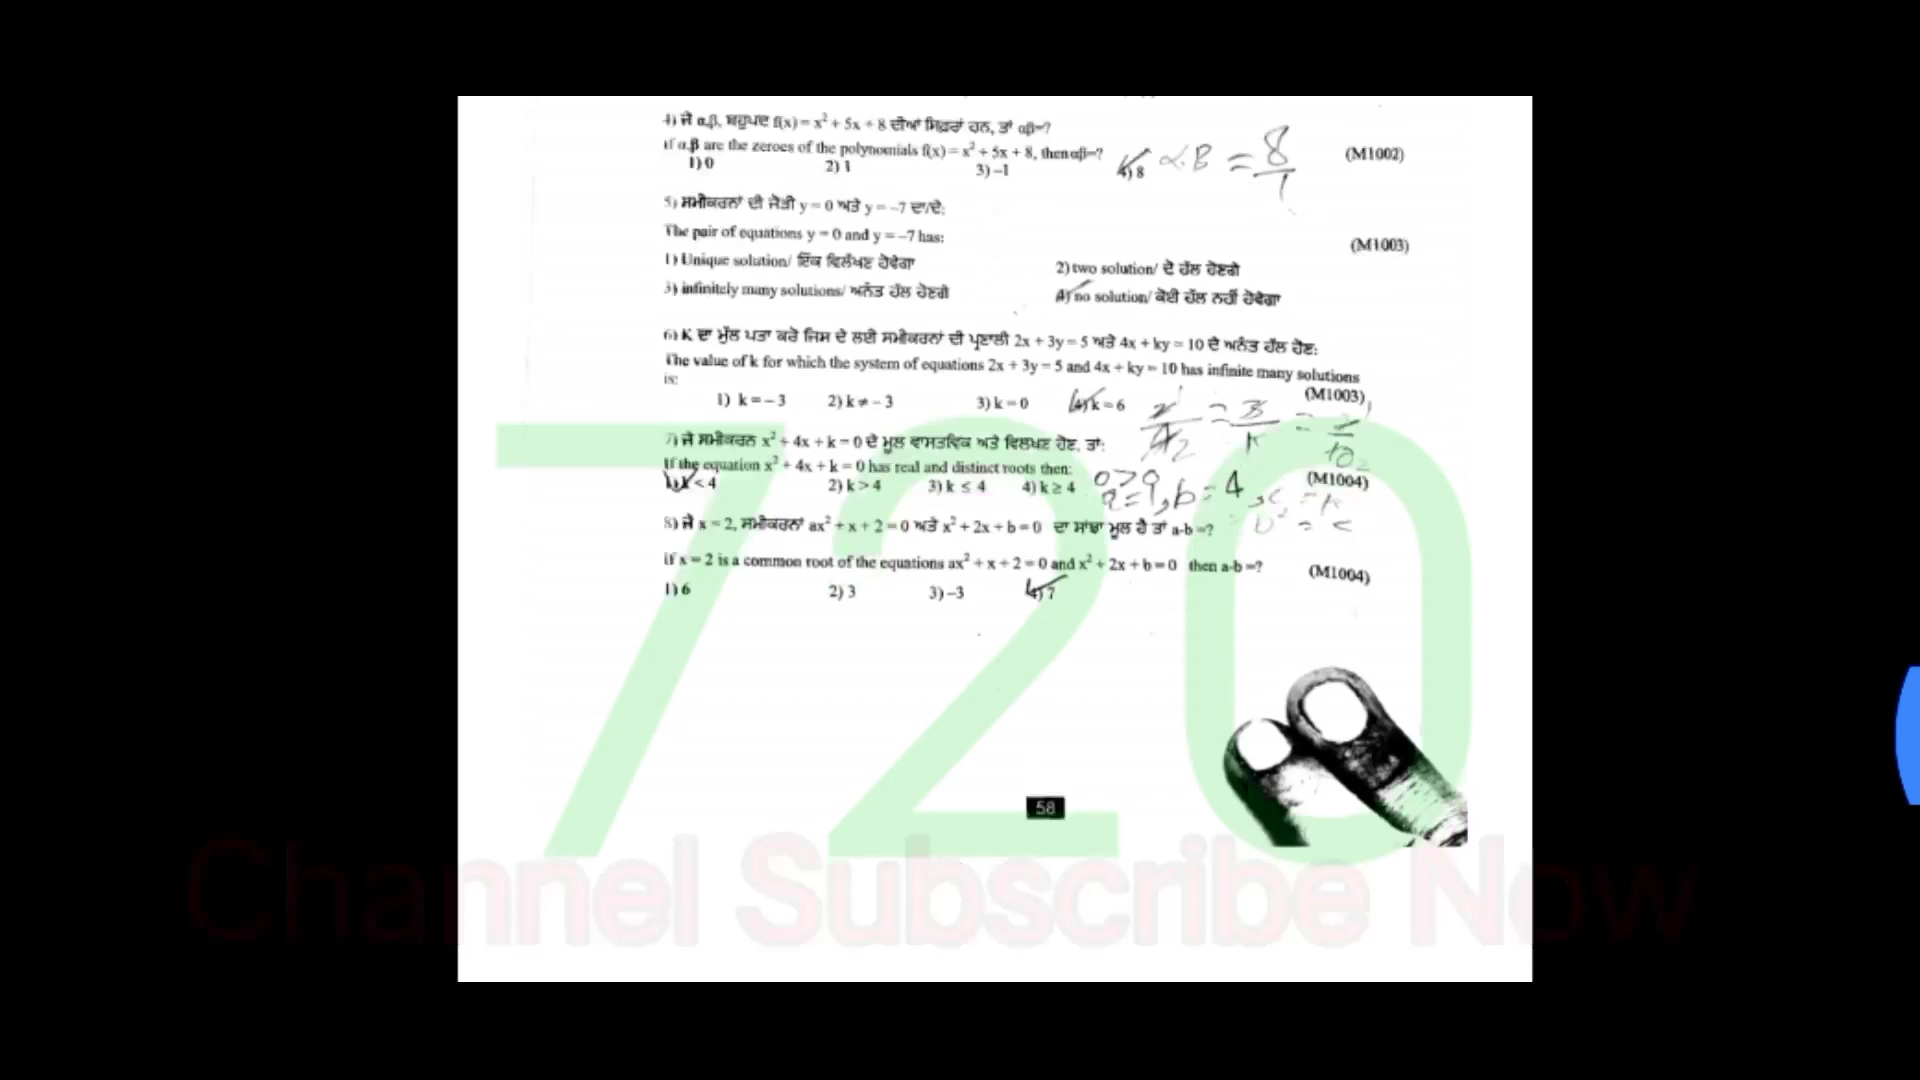 4) ਜੇ α,β, ਬਹੁਪਦ f(x) = x² + 5x + 8 ਦੀਆਂ ਸਿਫ਼ਰਾਂ ਹਨ, ਤਾਂ αβ=?
if α,β are the zeroes of the polynomials f(x) = x² + 5x + 8, then αβ=? (M1002)
1) 0 2) 1 3) –1 4) 8 α.β = 8/1
5) ਸਮੀਕਰਨਾਂ ਦੀ ਜੋੜੀ y = 0 ਅਤੇ y = –7 ਦਾ/ਦੇ:
The pair of equations y = 0 and y = –7 has: (M1003)
1) Unique solution/ ਇੱਕ ਵਿਲੱਖਣ ਹੋਵੇਗਾ 2) two solution/ ਦੋ ਹੱਲ ਹੋਣਗੇ
3) infinitely many solutions/ ਅਨੰਤ ਹੱਲ ਹੋਣਗੇ 4) no solution/ ਕੋਈ ਹੱਲ ਨਹੀਂ ਹੋਵੇਗਾ
6) K ਦਾ ਮੁੱਲ ਪਤਾ ਕਰੋ ਜਿਸ ਦੇ ਲਈ ਸਮੀਕਰਨਾਂ ਦੀ ਪ੍ਰਣਾਲੀ 2x + 3y = 5 ਅਤੇ 4x + ky = 10 ਦੇ ਅਨੰਤ ਹੱਲ ਹੋਣ:
The value of k for which the system of equations 2x + 3y = 5 and 4x + ky = 10 has infinite many solutions
is: (M1003)
1) k = – 3 2) k ≠ – 3 3) k = 0 4) k = 6
7) ਜੇ ਸਮੀਕਰਨ x² + 4x + k = 0 ਦੇ ਮੂਲ ਵਾਸਤਵਿਕ ਅਤੇ ਵਿਲਖਣ ਹੋਣ, ਤਾਂ:
If the equation x² + 4x + k = 0 has real and distinct roots then: (M1004)
1) k < 4 2) k > 4 3) k ≤ 4 4) k ≥ 4
a=1, b=4, c=k
8) ਜੇ x = 2, ਸਮੀਕਰਨਾਂ ax² + x + 2 = 0 ਅਤੇ x² + 2x + b = 0 ਦਾ ਸਾਂਝਾ ਮੂਲ ਹੈ ਤਾਂ a-b =?
if x = 2 is a common root of the equations ax² + x + 2 = 0 and x² + 2x + b = 0 then a-b =? (M1004)
1) 6 2) 3 3) –3 4) 7
720
58
Channel Subscribe Now